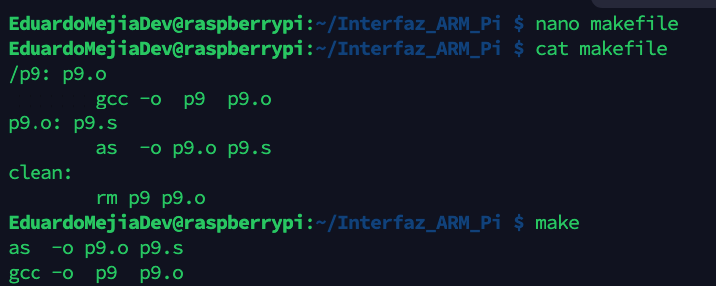 EduardoMejiaDev@raspberrypi:~/Interfaz_ARM_Pi $ nano makefile
EduardoMejiaDev@raspberrypi:~/Interfaz_ARM_Pi $ cat makefile
/p9: p9.o
        gcc -o  p9  p9.o
p9.o: p9.s
        as  -o p9.o p9.s
clean:
        rm p9 p9.o
EduardoMejiaDev@raspberrypi:~/Interfaz_ARM_Pi $ make
as  -o p9.o p9.s
gcc -o  p9  p9.o